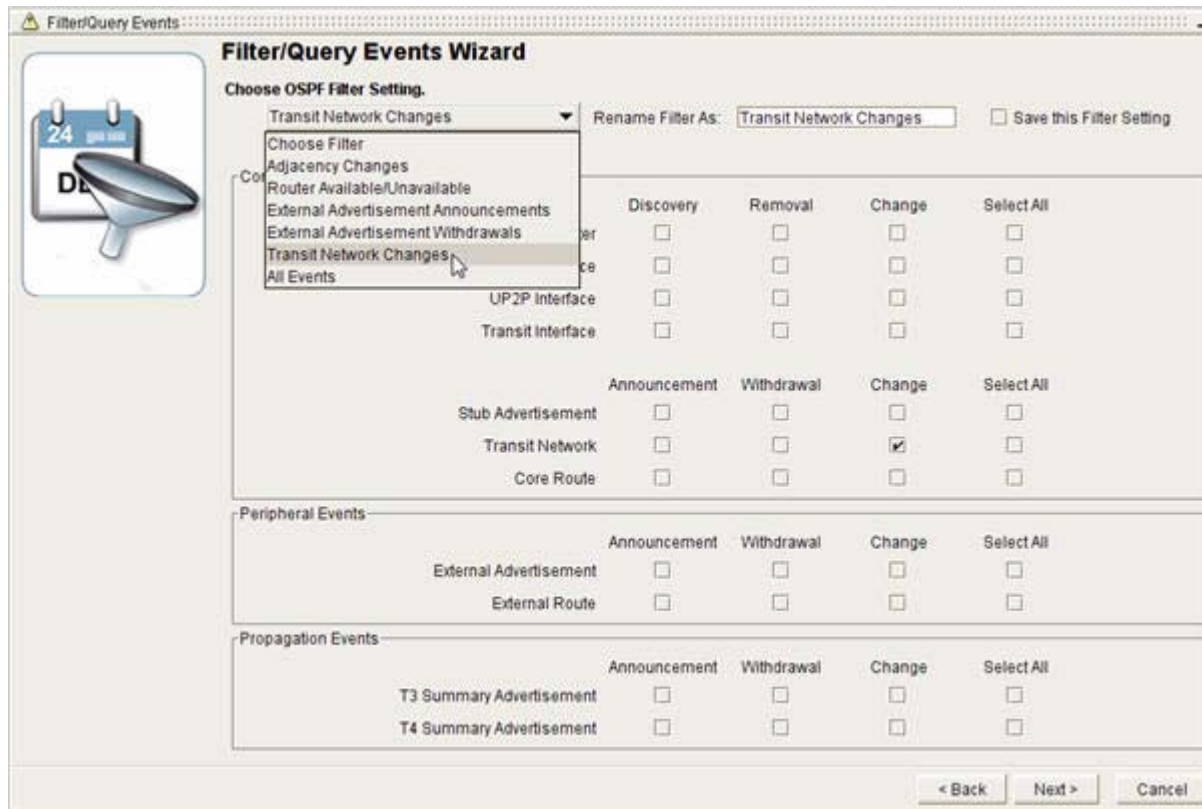 Filter/Query Events
Filter/Query Events Wizard
Choose OSPF Filter Setting.
Transit Network Changes
Rename Filter As: Transit Network Changes
Save this Filter Setting
24
DE
Choose Filter
Adjacency Changes
Router Available/Unavailable
External Advertisement Announcements
External Advertisement Withdrawals
Transit Network Changes
All Events
Discovery Removal Change Select All
UP2P Interface
Transit Interface
Announcement Withdrawal Change Select All
Stub Advertisement
Transit Network
Core Route
Peripheral Events
Announcement Withdrawal Change Select All
External Advertisement
External Route
Propagation Events
Announcement Withdrawal Change Select All
T3 Summary Advertisement
T4 Summary Advertisement
< Back Next > Cancel